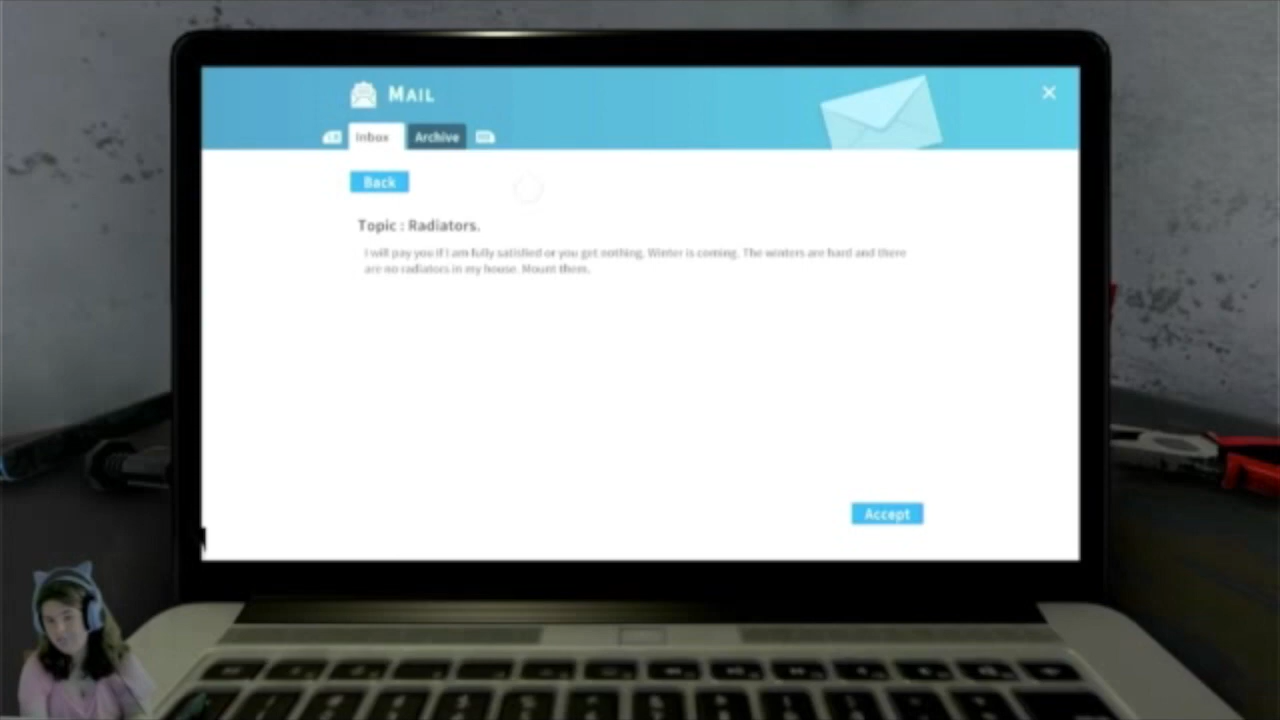 MAIL
Inbox Archive
Back
Topic : Radiators.
I will pay you if I am fully satisfied or you get nothing. Winter is coming. The winters are hard and there
are no radiators in my house. Mount them.
Accept